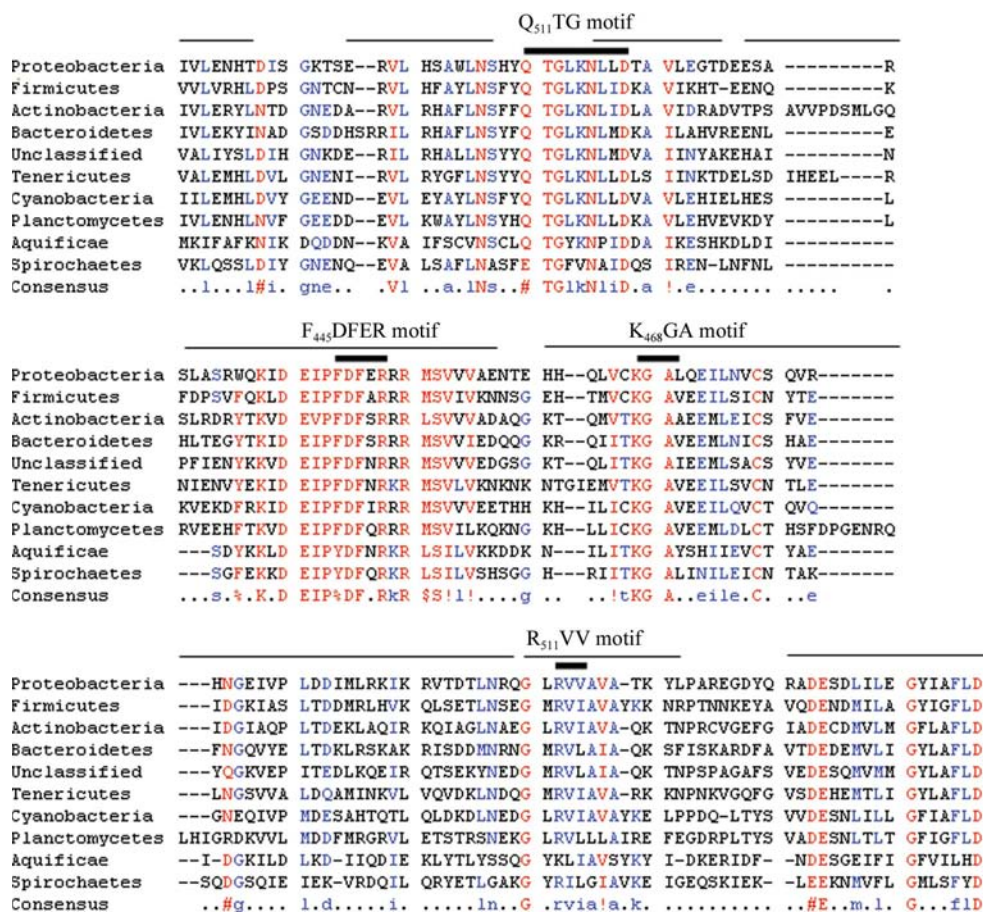 Q511TG motif
Proteobacteria IVLENHTDIS GKTSE--RVL HSAWLNSHYQ TGLKNLLDTA VLEGTDEESA ----------R
Firmicutes VVLVRHLDPS GNTCN--RVL HFAYLNSFYQ TGLKNLIDKA VIKHT-EENQ ----------K
Actinobacteria IVLERYLNTD GNEDA--RVL HRAFLNSYYQ TGLKNLIDLA VIDRADVTPS AVVPDSMLGQ
Bacteroidetes IVLEKYINAD GSDDHSRRIL RHAFLNSYFQ TGLKNLMDKA ILAHVREENL ----------E
Unclassified VALIYSLDIH GNKDE--RIL RHALLNSYYQ TGLKNLMDVA IINYAKEHAI ----------N
Tenericutes VALEMHLDVL GNENI--RVL RYGFLNSYYQ TGLKNLLDLS IINKTDELSD IHEEL----R
Cyanobacteria IILEMHLDVY GEENQ--EVL EYAYLNSFYQ TGLKNLLDVA VLEHIELHES ----------L
Planctomycetes IVLENHLNVF GEEDD--EVL KWAYLNSYHQ TGLKNLLDKA VLEHVEVKDY ----------L
Aquificae MKIFAFKNIK DQDDN--KVA IFSCVNSCLQ TGYKNPIDDA IKESHKDLDI ----------.
Spirochaetes VKLQSSLDIY GNENQ--EVA LSAFLNASFE TGFVNAIDQS IREN-LNFNL ----------.
Consensus ..l...l#i. gne.....Vl ..a.lNs..# TGlkNliD.a !.e....... .
F445DFER motif K468GA motif
Proteobacteria SLASRWQKID EIPFDFERRR MSVVVAENTE HH--QLVCKG ALQEILNVCS QVR-------
Firmicutes FDPSVFQKLD EIPFDFARRR MSVIVKNNSG EH--TMVCKG AVEEILSICN YTE-------
Actinobacteria SLRDRYTKVD EVPFDFSRRR MSVVVADAQG KT--QMVTKG AAEEMLEICS FVE-------
Bacteroidetes HLTEGYTKID EIPFDFSRRR MSVVIEDQQG KR--QIITKG AVEEMLNICS HAE-------
Unclassified PFIENYKKVD EIPFDFNRRR MSVVVEDGSG KT--QLITKG AIEEMLSACS YVE-------
Tenericutes NIENVYEKID EIPFDFNRKR MSVLVKNKNK NTGIEMVTKG AVEEILSVCN TLE-------
Cyanobacteria KVEKDFRKID EIPFDFTRRR MSVVVEETHH KH--ILICKG AVEEILQVCT QVQ-------
Planctomycetes RVEEHFTKVD EIPFDFQRRR MSVILKQKNG KH--LLICKG AVEEMLDLCT HSFDPGENRQ
Aquificae ---SDYKKLD EIPYDFNRKR LSILVKKDDK N---ILITKG AYSHIIEVCT YAE-------
Spirochaetes ---SGFEKKD EIPYDFQRKR LSILVSHSGG H---RIITKG ALINILEICN TAK-------
Consensus ...s.%.K.D EIP%DF.RkR $S!l!....g .. ..!tKG A..eile.C. ..e
R511VV motif
Proteobacteria ---HNGEIVP LDDIMLRKIK RVTDTLNRQG LRVVAVA-TK YLPAREGDYQ RADESDLILE GYIAFLD
Firmicutes ---IDGKIAS LTDDMRLHVK QLSETLNSEG MRVIAVAYKK NRPTNNKEYA VQDENDMILA GYIGFLD
Actinobacteria ---DGIAQP LTDEKLAQIR KQIAGLNTDG LRVIAVA-QK TNPRCVGEFG IADECDMVLM GFLAFLD
Bacteroidetes ---FNGQVYE LTDKLRSKAK RISDDMNRNG MRVLAIA-QK SFISKARDFA VTDEDEMVLI GYLAFLD
Unclassified ---YQGKVEP ITEDLKQEIR QTSEKYNEDG MRVLAIA-QK TNPSPAGAFS VEDESQMVMM GYLAFLD
Tenericutes ---LNGSVVA LDQAMINKVL VQVDKLNDQG MRVIAVA-RK KNPNKVGQFG VSDEHEMTLI GYLAFLD
Cyanobacteria ---GNEQIVP MDESAHTQTL QLDKDLNEDG LRVIAVAYKE LPPDQ-LTYS VVDESNLILL GYIAFLD
Planctomycetes LHIGRDKVVL MDDFMRGRVL ETSTRSNEKG LRVLLLAIRE FEGDRPLTYS VADESNLTLT GFIGFLD
Aquificae --I-DGKILD LKD-IIQDIE KLYTLYSSQG YKLIAVSYKY I-DKERIDF- --NDESGEIFI GFVILHD
Spirochaetes --SQDGSQIE IEK-VRDQIL QRYETLGAKG YRILGIAVKE IGEQSKIEK- -LEEKNMVFL GMLSFYD
Consensus ...#g..... l..d....i. ....ln..G .rvia!a.k. .......... ..#E...l.. G...flD